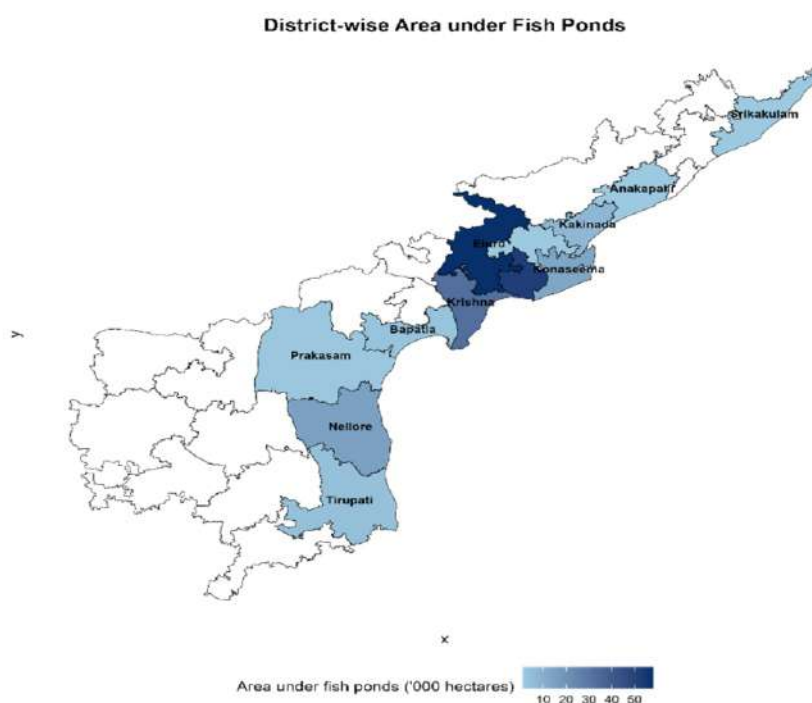 District-wise Area under Fish Ponds
Srikakulam
Anakapalli
Kakinada
Eluru
Konaseema
Krishna
Bapatla
Prakasam
Nellore
Tirupati
y
x
Area under fish ponds ('000 hectares)
10 20 30 40 50